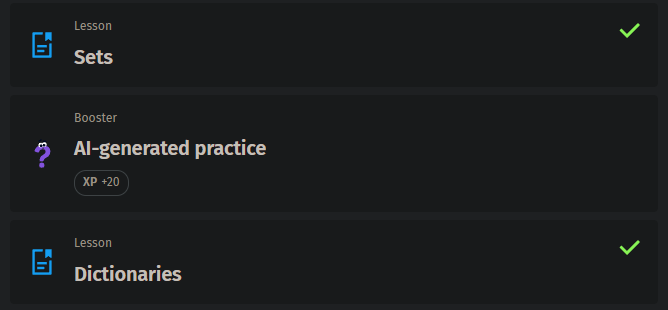 Lesson
Sets
Booster
AI-generated practice
XP +20
Lesson
Dictionaries